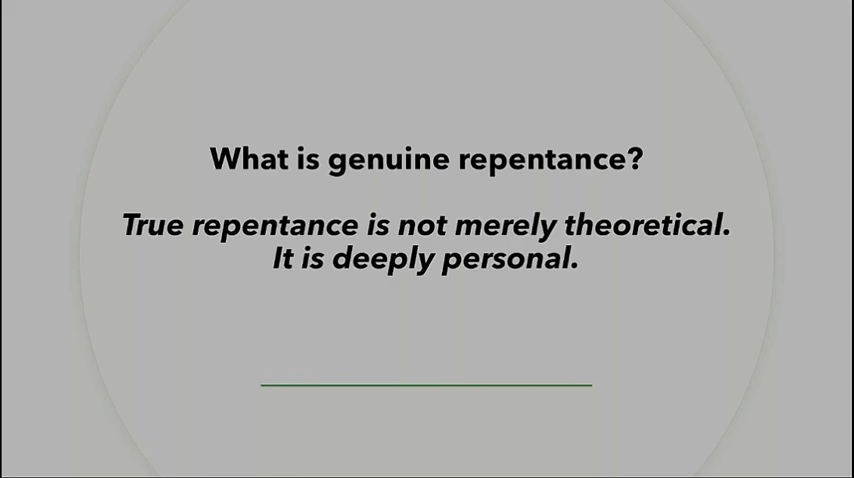 What is genuine repentance?
True repentance is not merely theoretical.
It is deeply personal.